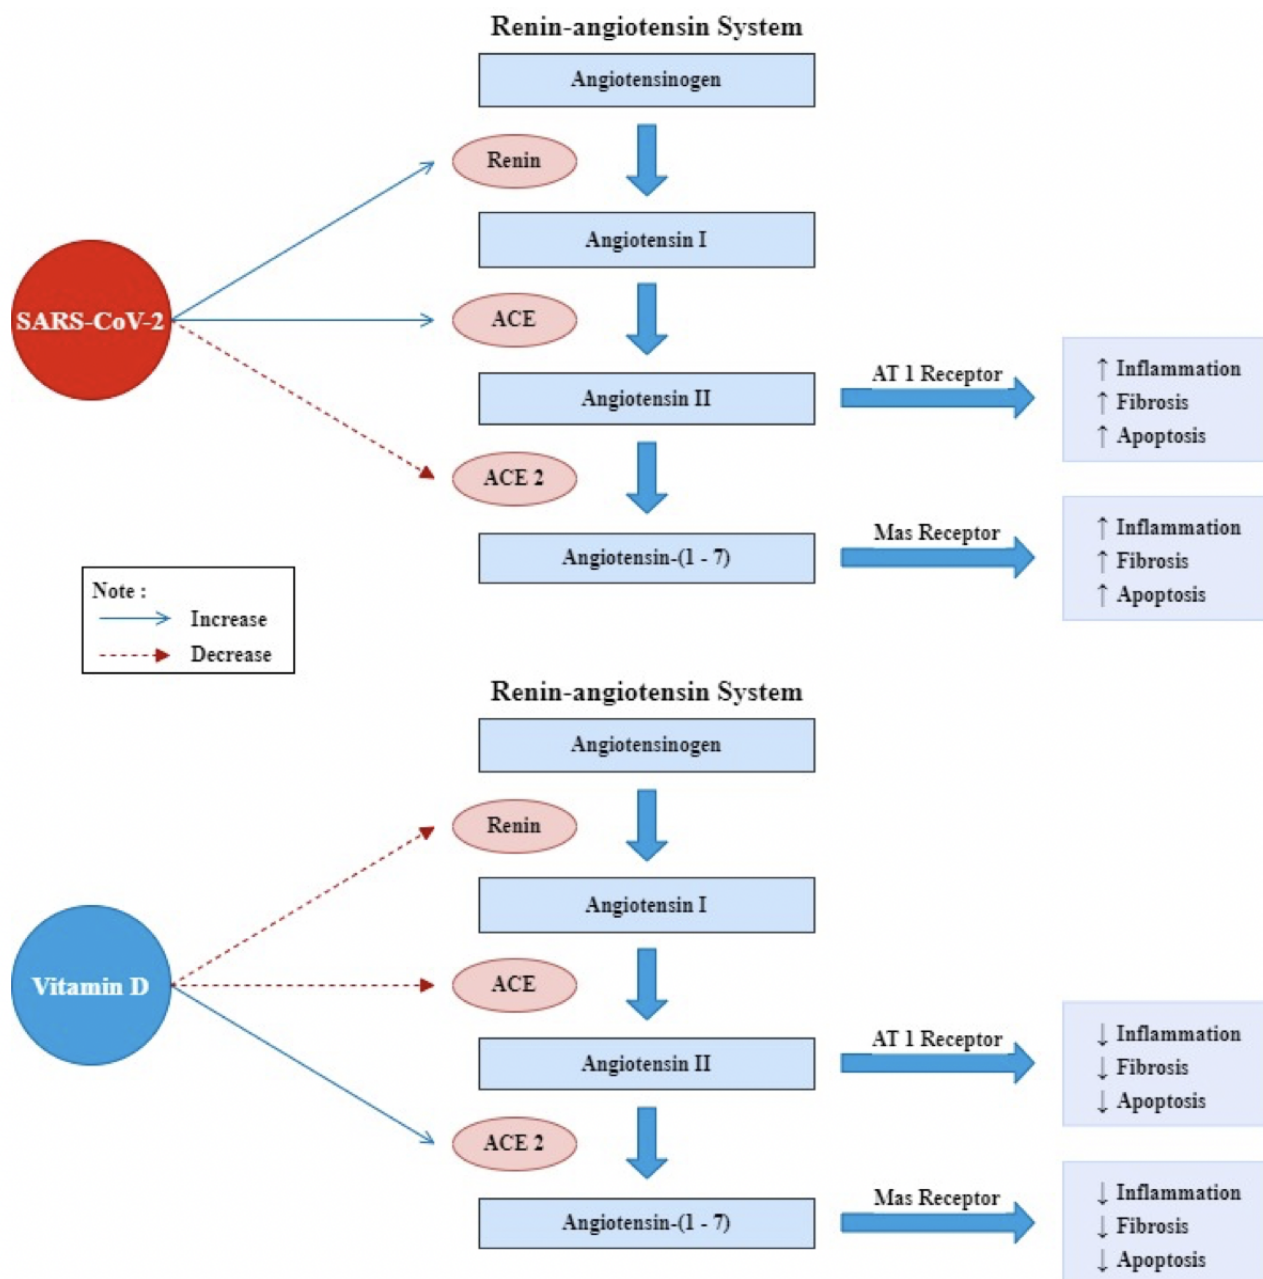 Renin-angiotensin System
Angiotensinogen
Renin
Angiotensin I
SARS-CoV-2
ACE
Angiotensin II
AT 1 Receptor
↑ Inflammation
↑ Fibrosis
↑ Apoptosis
ACE 2
Angiotensin-(1 - 7)
Mas Receptor
↑ Inflammation
↑ Fibrosis
↑ Apoptosis
Note :
Increase
Decrease
Renin-angiotensin System
Angiotensinogen
Renin
Angiotensin I
Vitamin D
ACE
Angiotensin II
AT 1 Receptor
↓ Inflammation
↓ Fibrosis
↓ Apoptosis
ACE 2
Angiotensin-(1 - 7)
Mas Receptor
↓ Inflammation
↓ Fibrosis
↓ Apoptosis